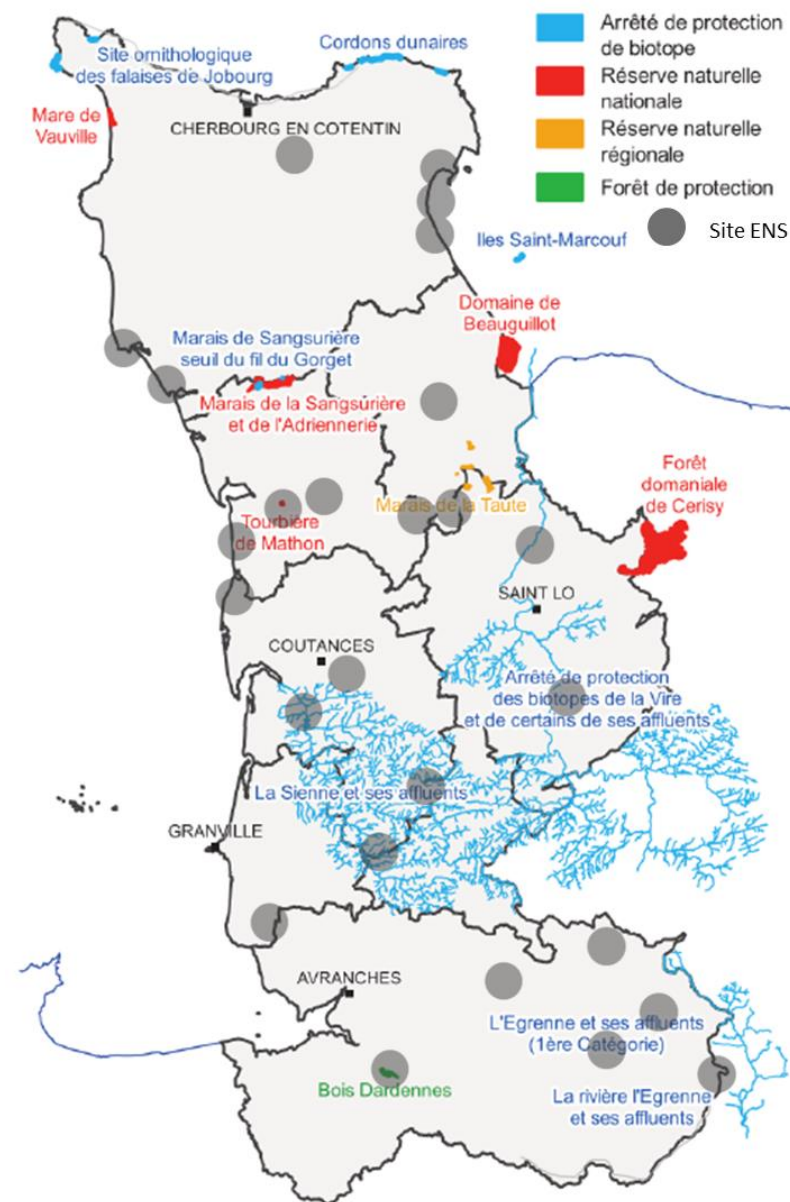 Arrêté de protection
de biotope
Réserve naturelle
nationale
Réserve naturelle
régionale
Forêt de protection
Site ENS
Site ornithologique
des falaises de Jobourg
Cordons dunaires
Mare de
Vauville
CHERBOURG EN COTENTIN
Iles Saint-Marcouf
Domaine de
Beauguillot
Marais de Sangsurière
seuil du fil du Gorget
Marais de la Sangsurière
et de l'Adriennerie
Forêt
domaniale
de Cerisy
Marais de la Taute
Tourbière
de Mathon
SAINT LO
COUTANCES
Arrêté de protection
des biotopes de la Vire
et de certains de ses affluents
La Sienne et ses affluents
GRANVILLE
AVRANCHES
L'Egrenne et ses affluents
(1ère Catégorie)
Bois Dardennes
La rivière l'Egrenne
et ses affluents